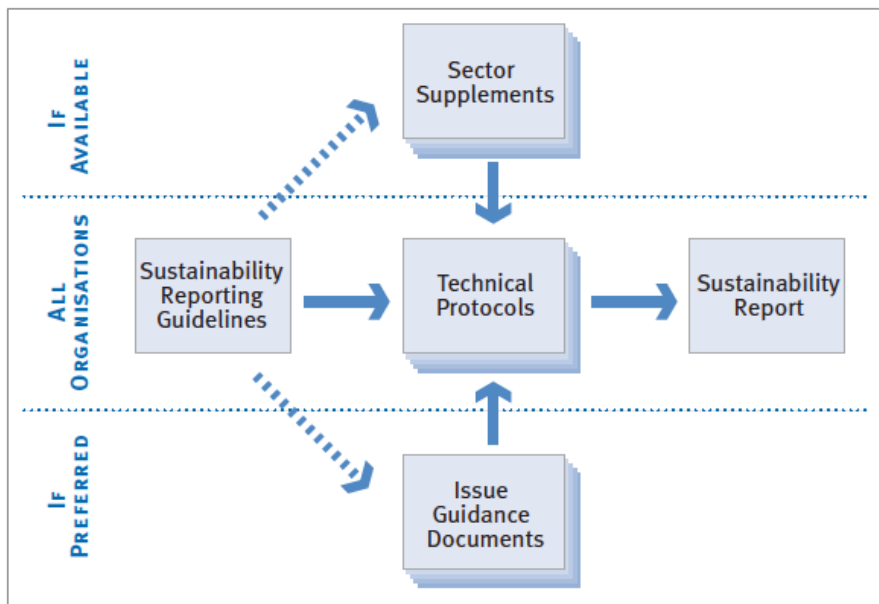 IF
AVAILABLE
Sector
Supplements
ALL
ORGANISATIONS
Sustainability
Reporting
Guidelines
Technical
Protocols
Sustainability
Report
IF
PREFERRED
Issue
Guidance
Documents